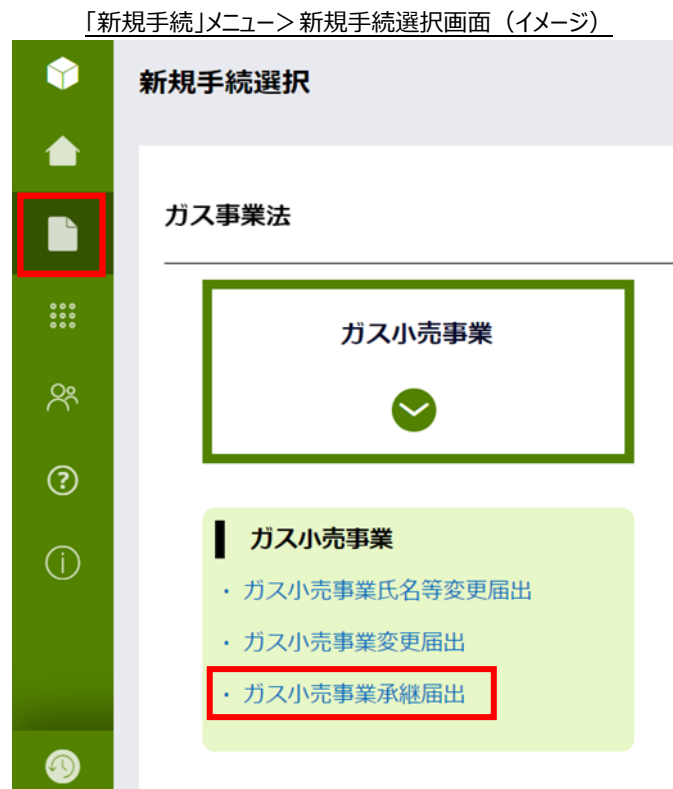 「新規手続」メニュー＞新規手続選択画面（イメージ）
新規手続選択
ガス事業法
ガス小売事業
ガス小売事業
・ ガス小売事業氏名等変更届出
・ ガス小売事業変更届出
・ ガス小売事業承継届出